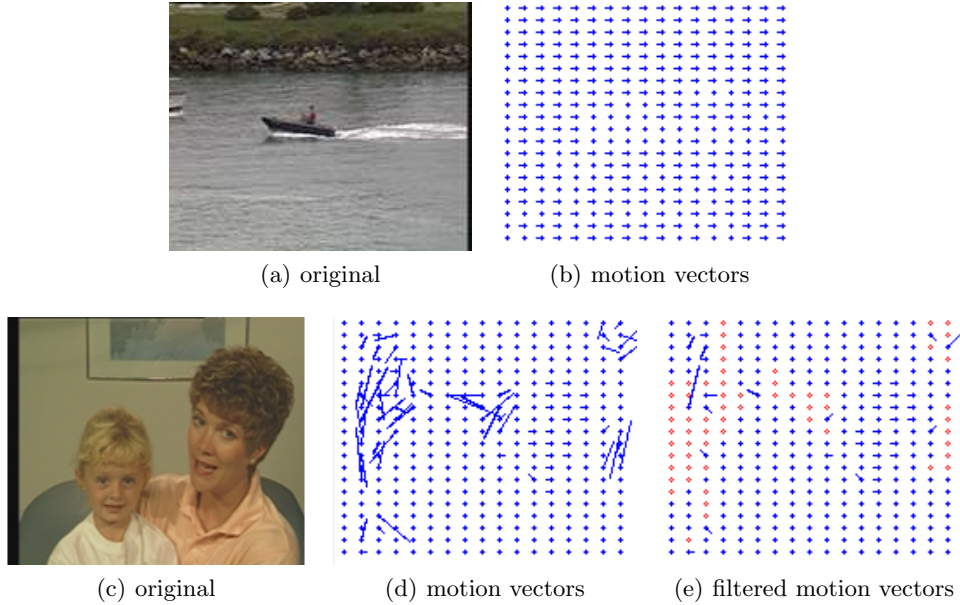 (a) original
(b) motion vectors
(c) original
(d) motion vectors
(e) filtered motion vectors